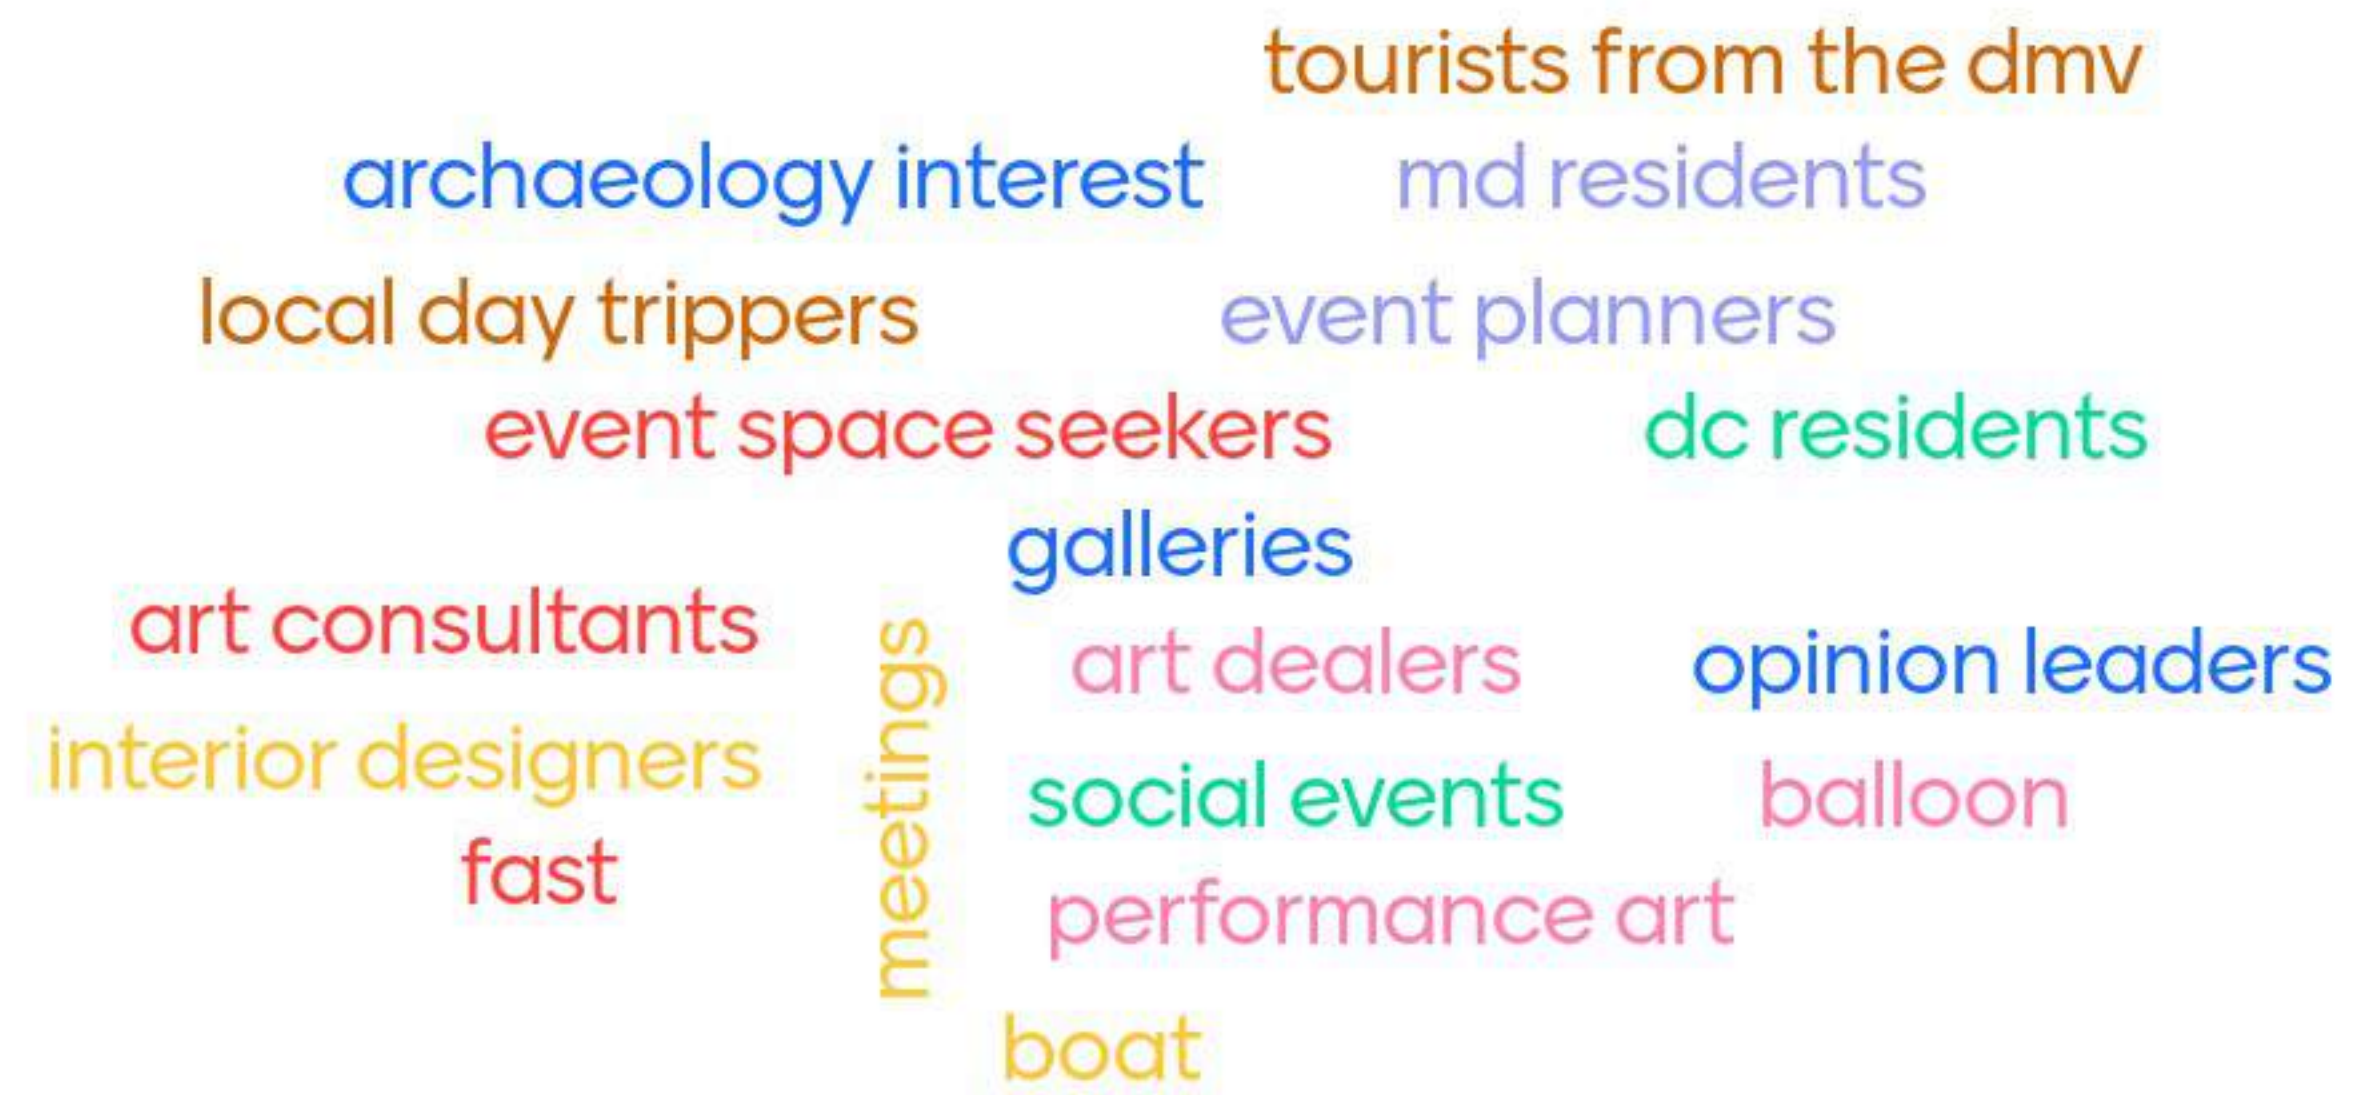 tourists from the dmv
archaeology interest
md residents
local day trippers
event planners
event space seekers
dc residents
galleries
art consultants
meetings
art dealers
opinion leaders
interior designers
social events
balloon
fast
performance art
boat